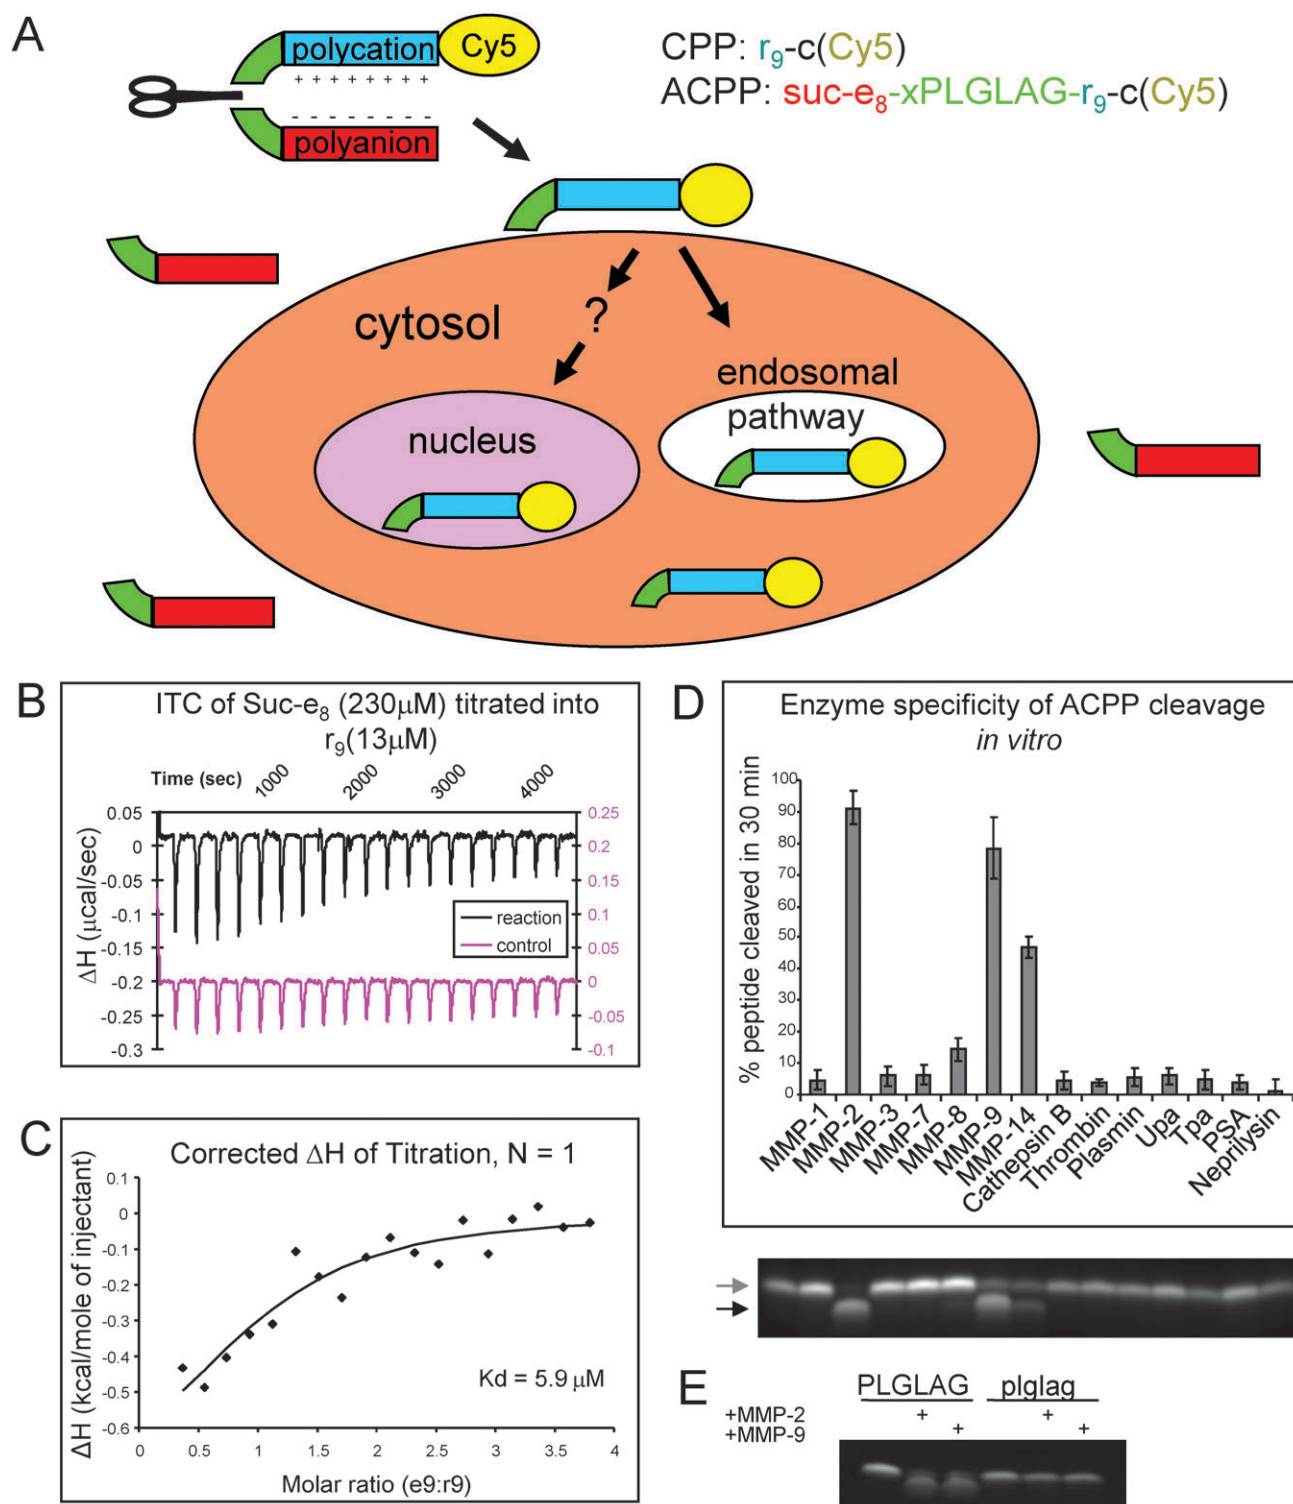 A
polycation
Cy5
+ + + + + + + +
- - - - - - - -
polyanion
CPP: r9-c(Cy5)
ACPP: suc-e8-xPLGLAG-r9-c(Cy5)
?
cytosol
nucleus
endosomal
pathway
B
ITC of Suc-e8 (230μM) titrated into
r9(13μM)
Time (sec)
1000
2000
3000
4000
ΔH (μcal/sec)
0.05
0
-0.05
-0.1
-0.15
-0.2
-0.25
-0.3
0.25
0.2
0.15
0.1
0.05
0
-0.05
-0.1
reaction
control
C
Corrected ΔH of Titration, N = 1
ΔH (kcal/mole of injectant)
0.1
0
-0.1
-0.2
-0.3
-0.4
-0.5
-0.6
Kd = 5.9 μM
0 0.5 1 1.5 2 2.5 3 3.5 4
Molar ratio (e9:r9)
D
Enzyme specificity of ACPP cleavage
in vitro
% peptide cleaved in 30 min
100
90
80
70
60
50
40
30
20
10
0
MMP-1
MMP-2
MMP-3
MMP-7
MMP-8
MMP-9
MMP-14
Cathepsin B
Thrombin
Plasmin
Upa
Tpa
PSA
Neprilysin
E
PLGLAG plglag
+MMP-2 + +
+MMP-9 + +